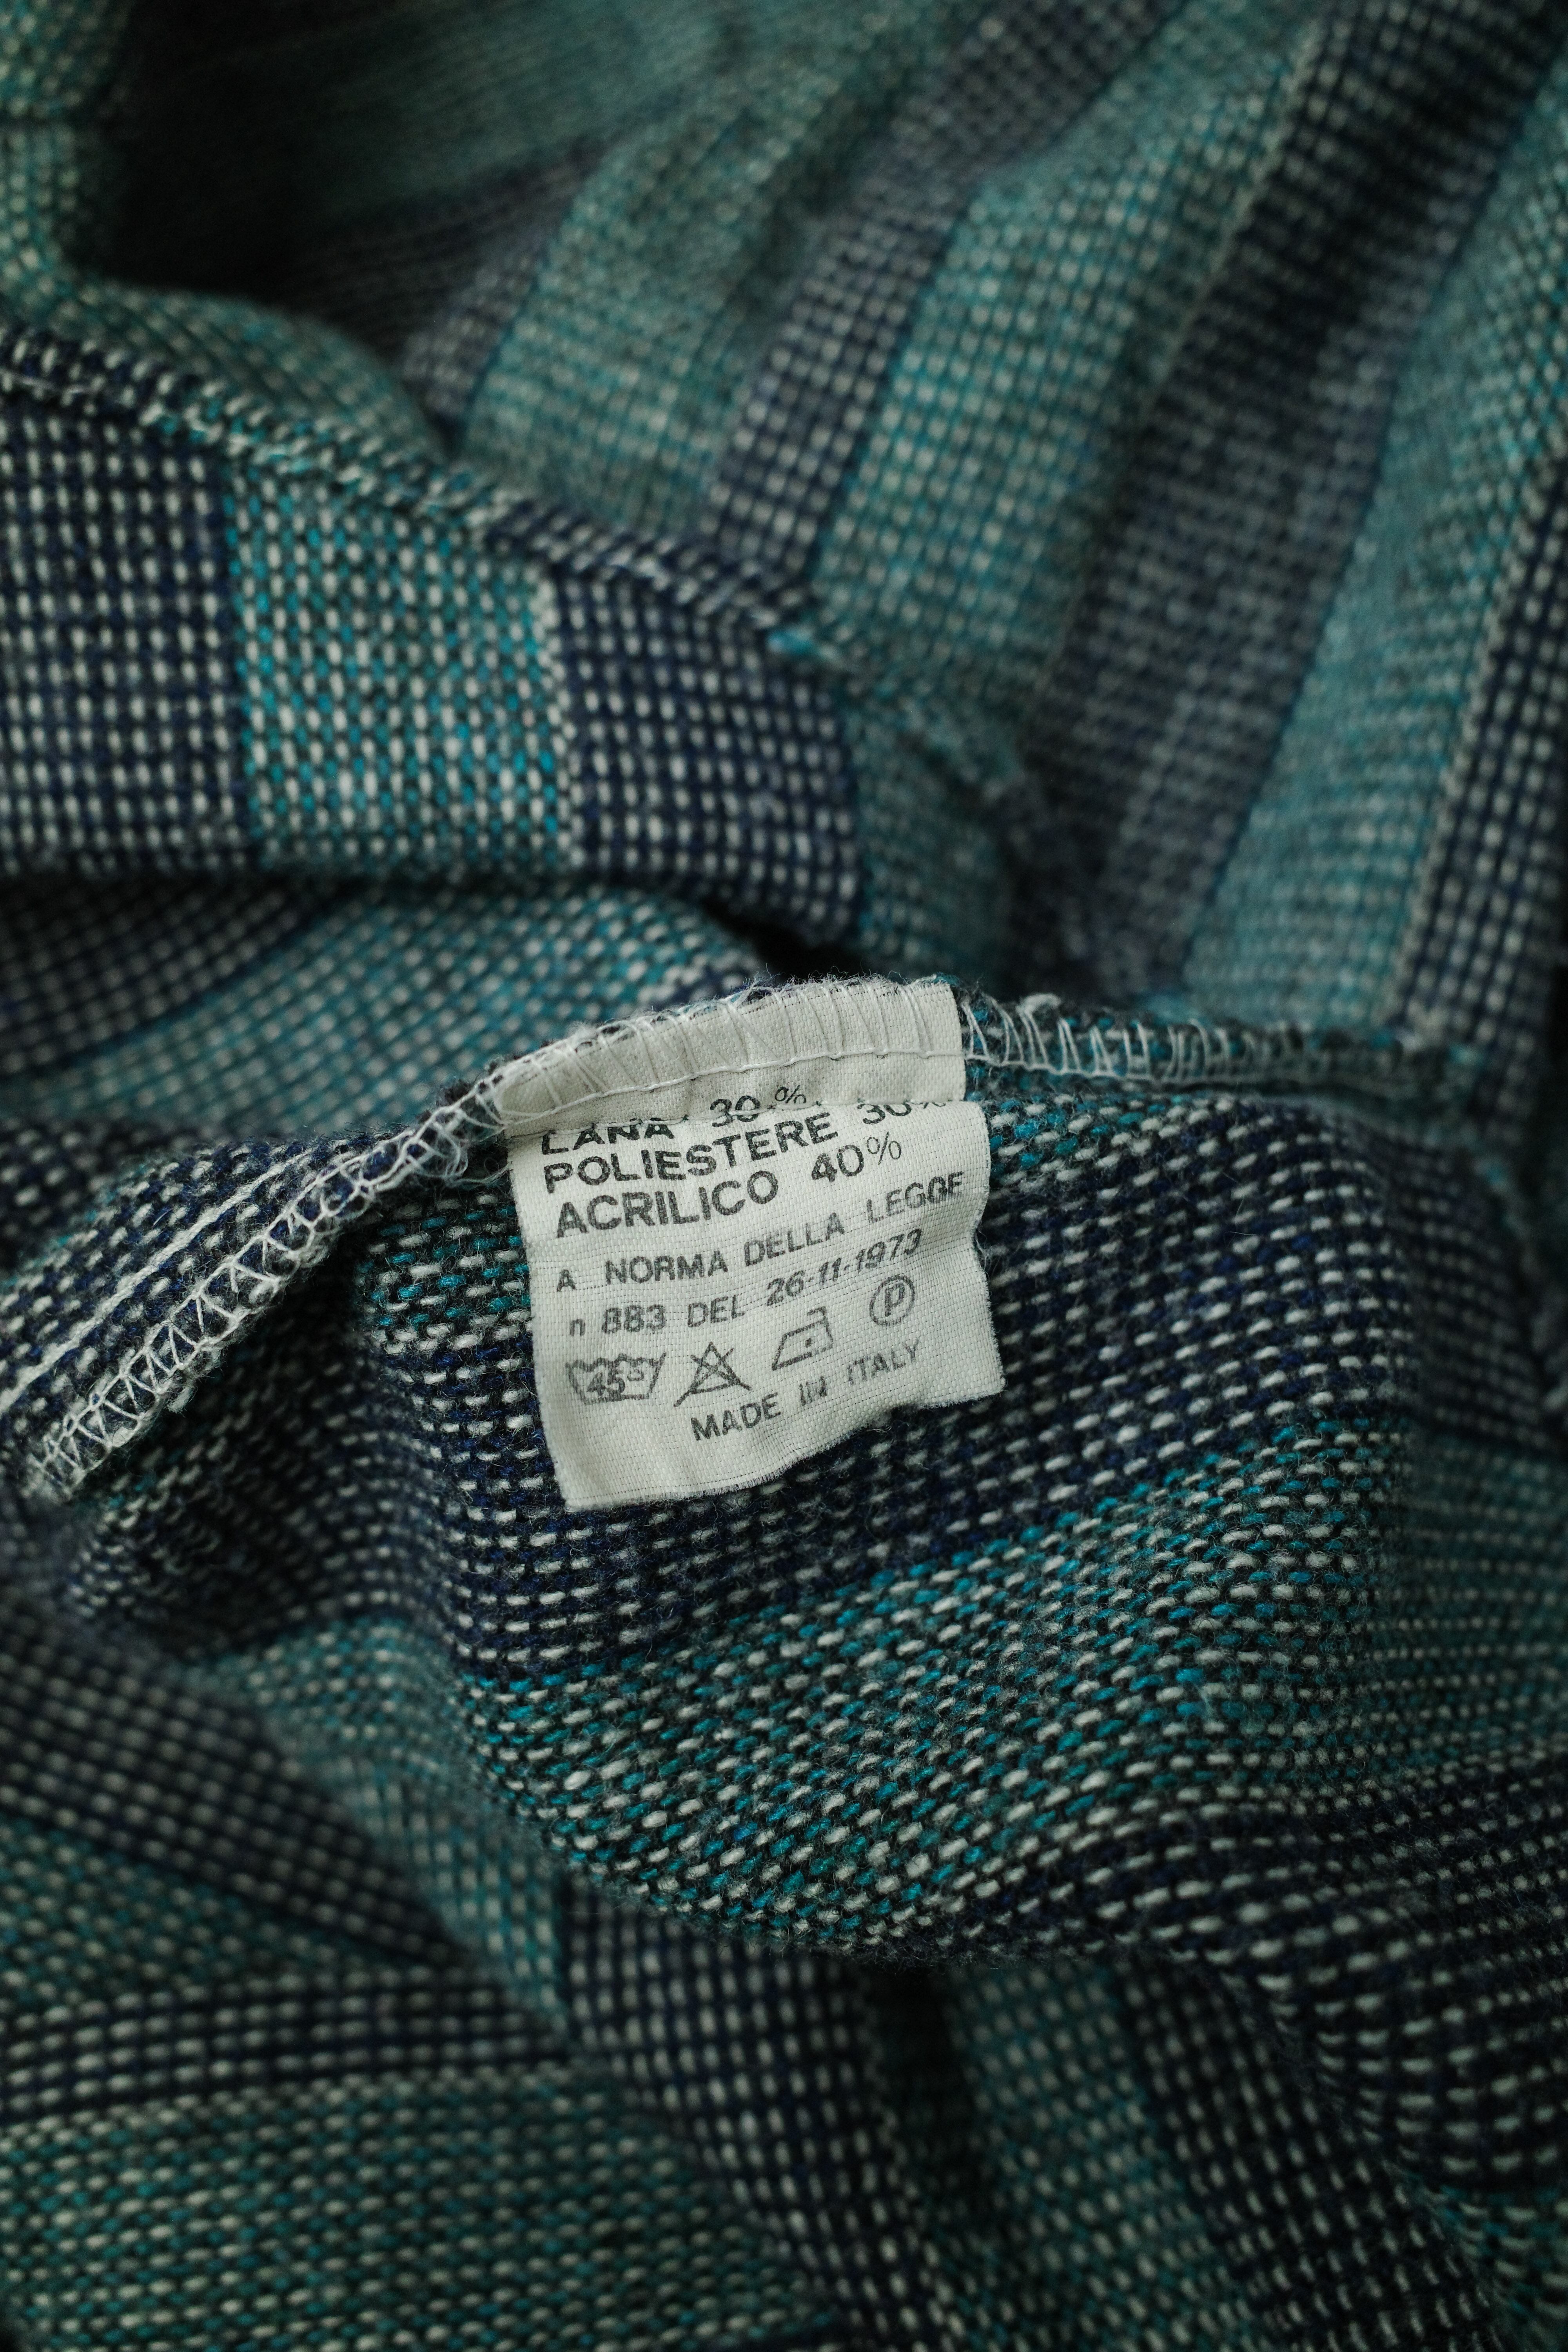 LANA 30%
POLIESTERE 30%
ACRILICO 40%
A NORMA DELLA LEGGE
n 883 DEL 26-11-1973
45° P
MADE IN ITALY